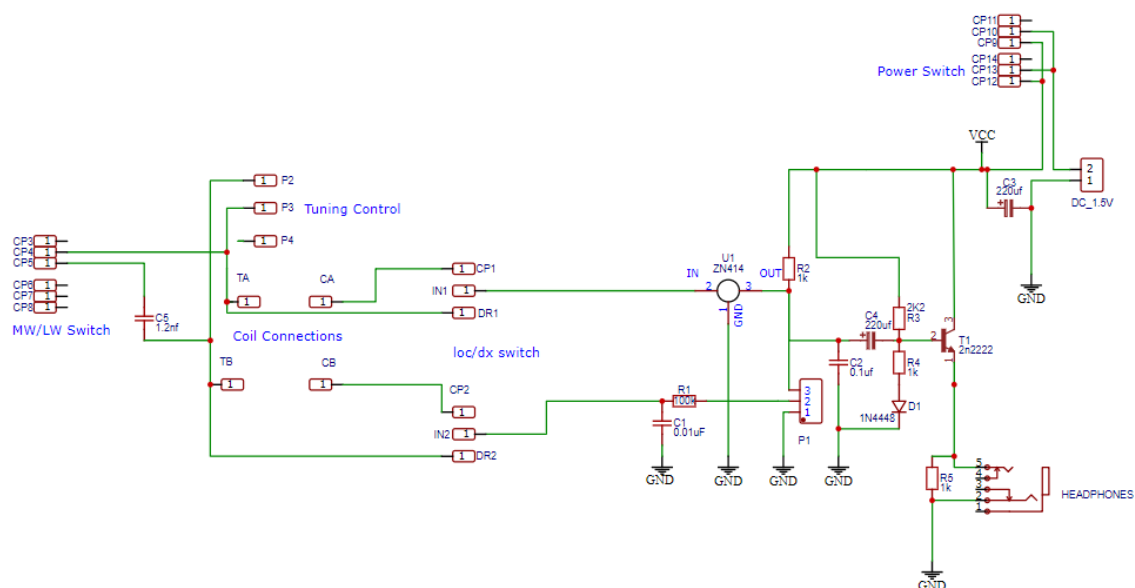 CP11 1
CP10 1
CP9 1
CP14 1
Power Switch CP13 1
CP12 1
VCC
C3
220uf
2
1
DC_1.5V
GND
1 P2
1 P3 Tuning Control
1 P4
CP3 1
CP4 1
CP5 1
CP6 1
CP7 1
CP8 1
MW/LW Switch
C5
1.2nf
TA
1
CA
1
Coil Connections
TB
1
CB
1
1 CP1
IN1 1
1 DR1
loc/dx switch
CP2
1
IN2 1
1 DR2
U1
ZN414
IN 2 3 OUT
1
GND
R2
1k
2K2
R3
C4
220uf
C2
0.1uf
R4
1k
1N4448 D1
3
2
T1
2n2222
1
R1
100k
C1
0.01uF
3
2
1
P1
GND
GND
GND
GND
R5
1k
5
4
3
2
1
HEADPHONES
GND